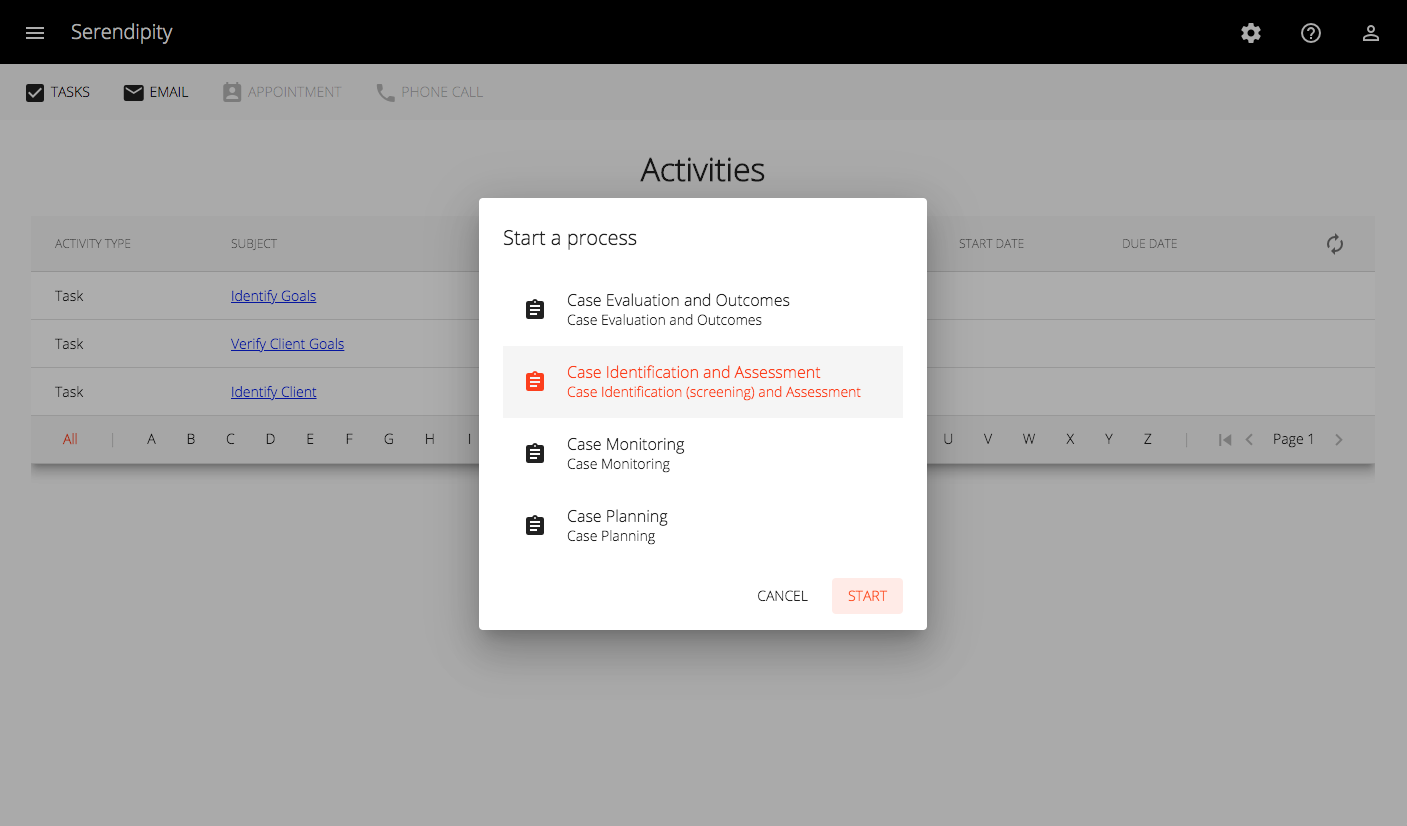 Serendipity
TASKS EMAIL APPOINTMENT PHONE CALL
Activities
ACTIVITY TYPE SUBJECT START DATE DUE DATE
Task Identify Goals
Task Verify Client Goals
Task Identify Client
All | A B C D E F G H I U V W X Y Z | Page 1
Start a process
Case Evaluation and Outcomes
Case Evaluation and Outcomes
Case Identification and Assessment
Case Identification (screening) and Assessment
Case Monitoring
Case Monitoring
Case Planning
Case Planning
CANCEL START